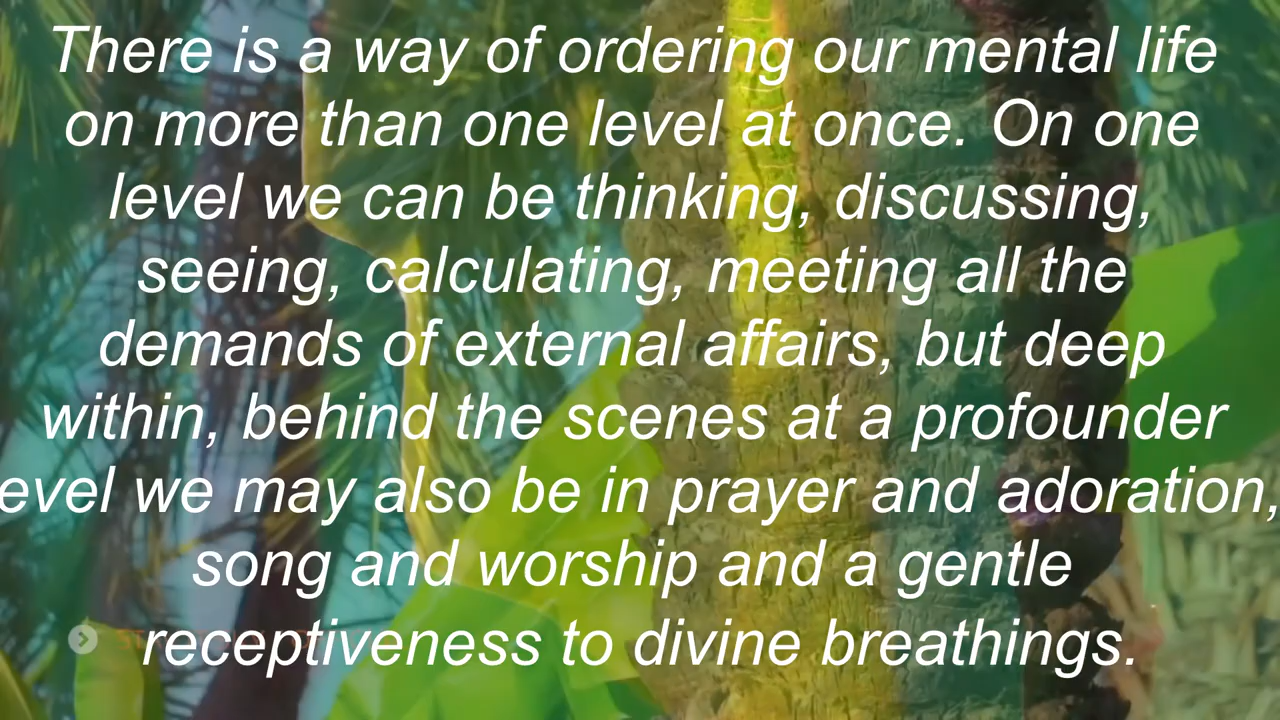 There is a way of ordering our mental life
on more than one level at once. On one
level we can be thinking, discussing,
seeing, calculating, meeting all the
demands of external affairs, but deep
within, behind the scenes at a profounder
evel we may also be in prayer and adoration,
song and worship and a gentle
receptiveness to divine breathings.